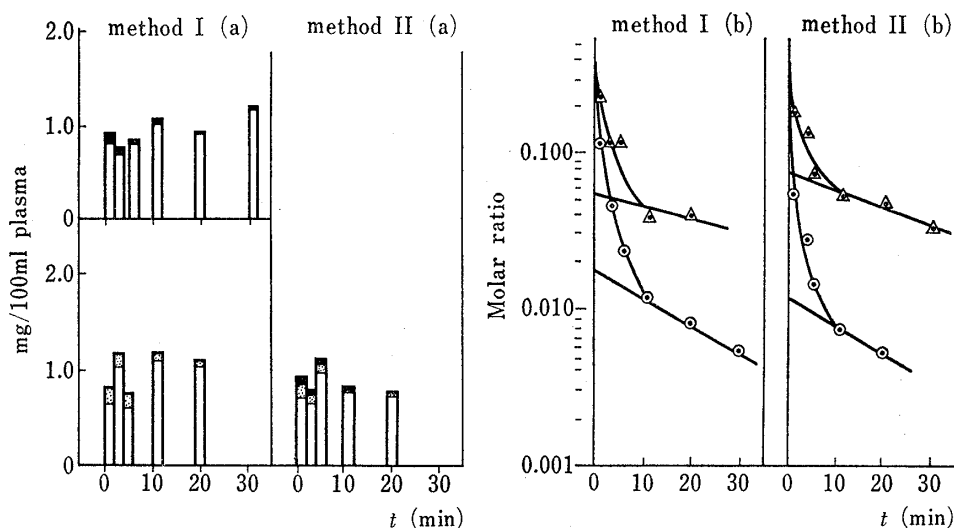 method I (a)
method II (a)
2.0
1.0
0
2.0
1.0
0
mg/100ml plasma
0 10 20 30
0 10 20 30
t (min)
method I (b)
method II (b)
0.100
0.010
0.001
Molar ratio
0 10 20 30
0 10 20 30
t (min)